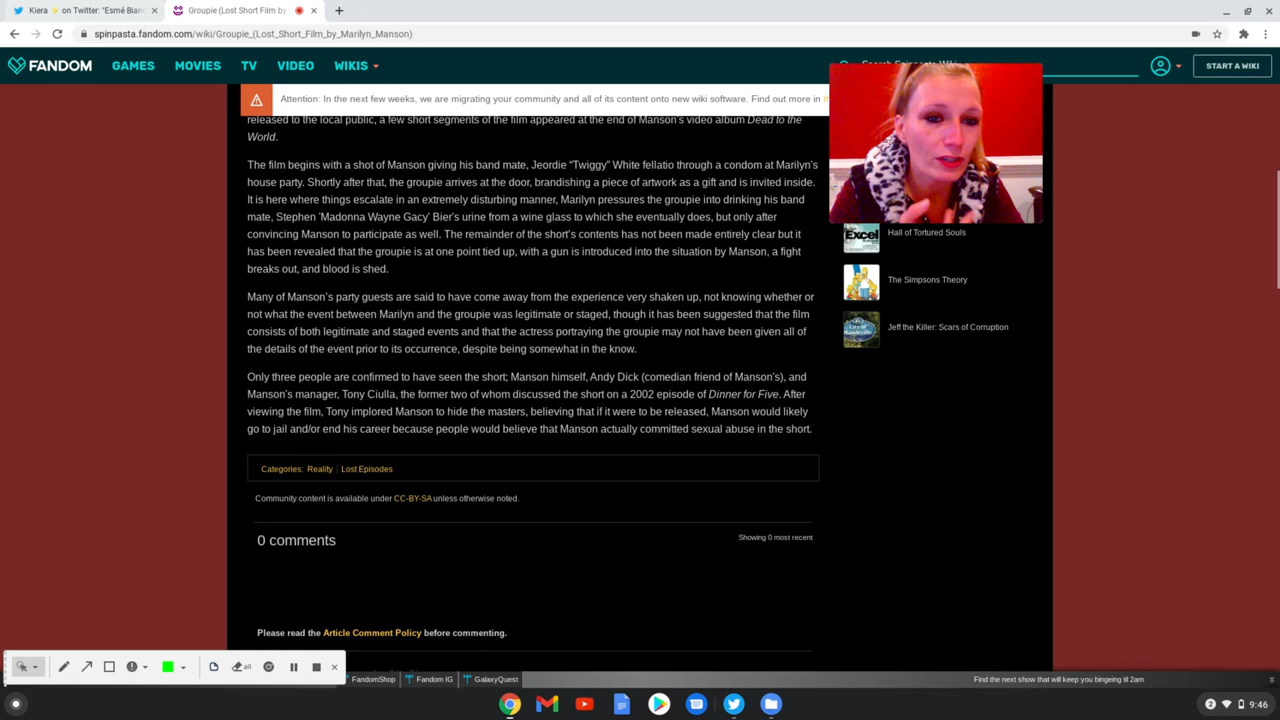 Kiera ✨ on Twitter: "Esmé Bian
Groupie (Lost Short Film by
spinpasta.fandom.com/wiki/Groupie_(Lost_Short_Film_by_Marilyn_Manson)
FANDOM GAMES MOVIES TV VIDEO WIKIS START A WIKI
Attention: In the next few weeks, we are migrating your community and all of its content onto new wiki software. Find out more in
released to the local public, a few short segments of the film appeared at the end of Manson's video album Dead to the
World.
The film begins with a shot of Manson giving his band mate, Jeordie “Twiggy” White fellatio through a condom at Marilyn's
house party. Shortly after that, the groupie arrives at the door, brandishing a piece of artwork as a gift and is invited inside.
It is here where things escalate in an extremely disturbing manner, Marilyn pressures the groupie into drinking his band
mate, Stephen 'Madonna Wayne Gacy' Bier's urine from a wine glass to which she eventually does, but only after
convincing Manson to participate as well. The remainder of the short's contents has not been made entirely clear but it
has been revealed that the groupie is at one point tied up, with a gun is introduced into the situation by Manson, a fight
breaks out, and blood is shed.
Many of Manson's party guests are said to have come away from the experience very shaken up, not knowing whether or
not what the event between Marilyn and the groupie was legitimate or staged, though it has been suggested that the film
consists of both legitimate and staged events and that the actress portraying the groupie may not have been given all of
the details of the event prior to its occurrence, despite being somewhat in the know.
Only three people are confirmed to have seen the short; Manson himself, Andy Dick (comedian friend of Manson's), and
Manson's manager, Tony Ciulla, the former two of whom discussed the short on a 2002 episode of Dinner for Five. After
viewing the film, Tony implored Manson to hide the masters, believing that if it were to be released, Manson would likely
go to jail and/or end his career because people would believe that Manson actually committed sexual abuse in the short.
Excel
Hall of Tortured Souls
The Simpsons Theory
Jeff the Killer: Scars of Corruption
Categories: Reality Lost Episodes
Community content is available under CC-BY-SA unless otherwise noted.
0 comments
Showing 0 most recent
Please read the Article Comment Policy before commenting.
all
FandomShop Fandom IG GalaxyQuest
Find the next show that will keep you bingeing til 2am
2 9:46